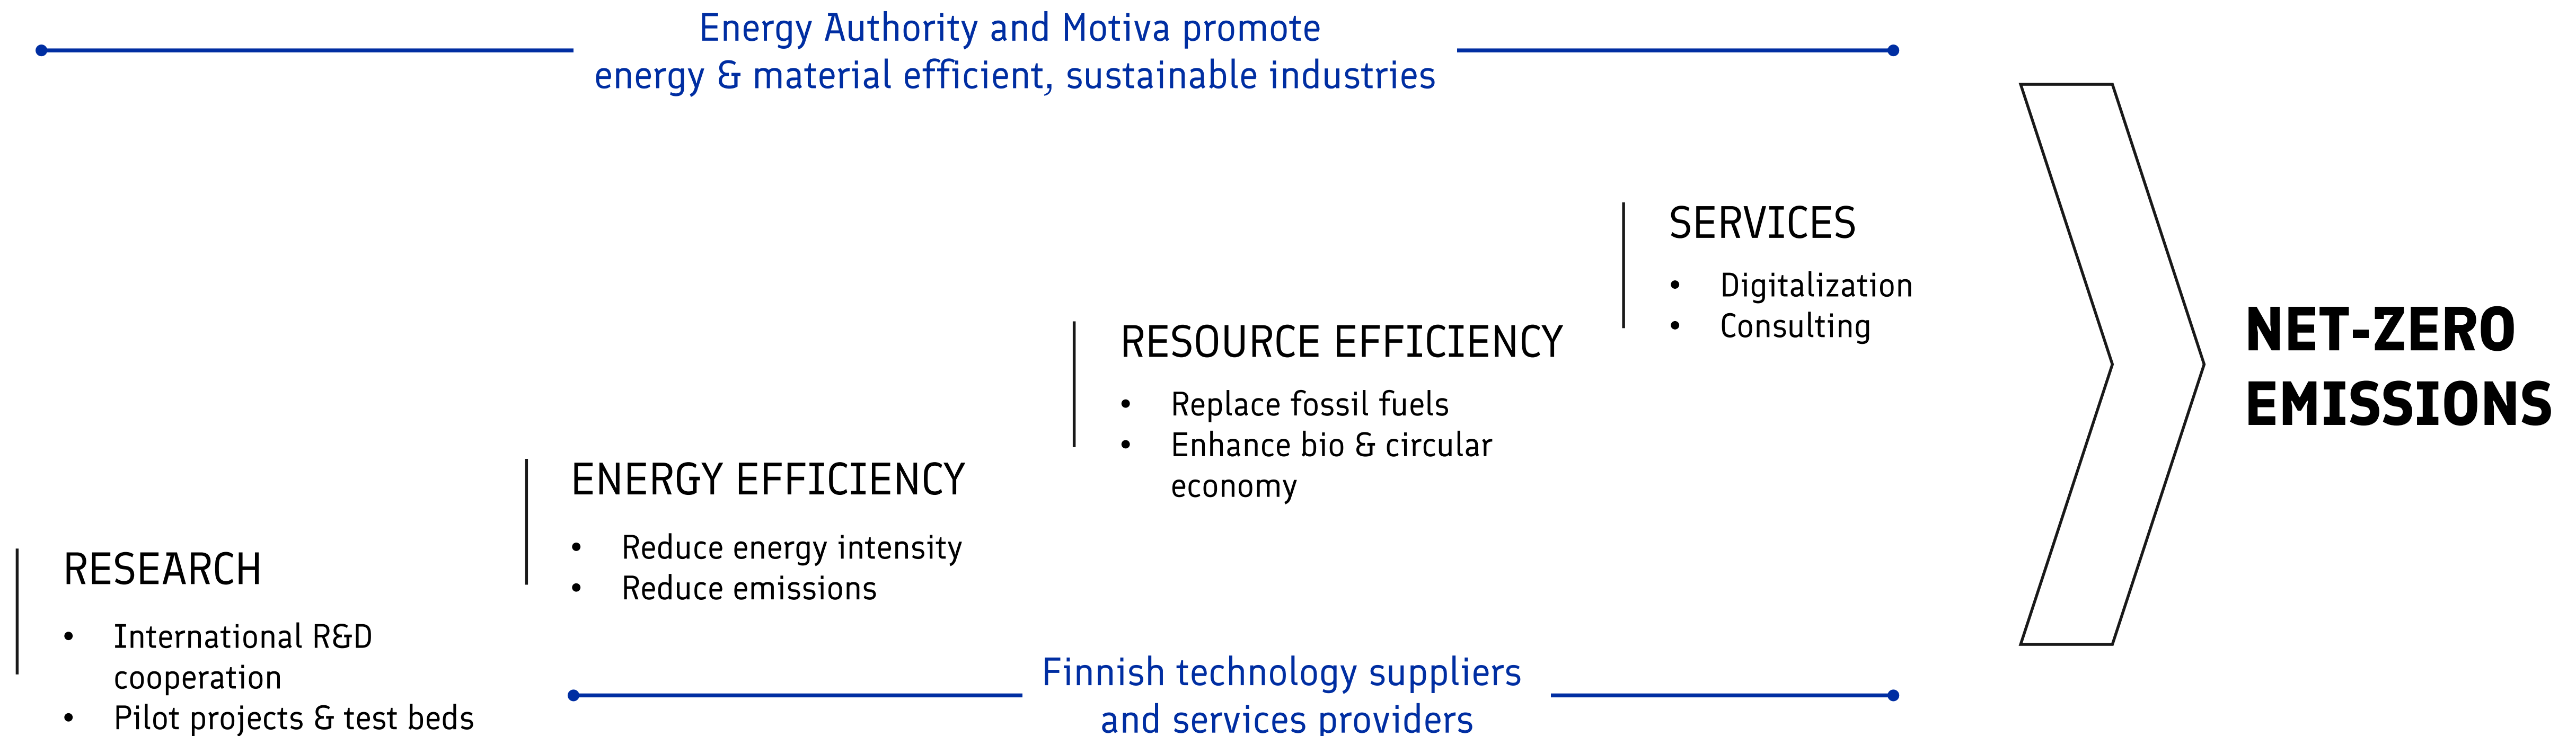 Energy Authority and Motiva promote
energy & material efficient, sustainable industries
SERVICES
• Digitalization
• Consulting
RESOURCE EFFICIENCY
• Replace fossil fuels
• Enhance bio & circular
economy
ENERGY EFFICIENCY
• Reduce energy intensity
• Reduce emissions
RESEARCH
• International R&D
cooperation
• Pilot projects & test beds
Finnish technology suppliers
and services providers
NET-ZERO
EMISSIONS